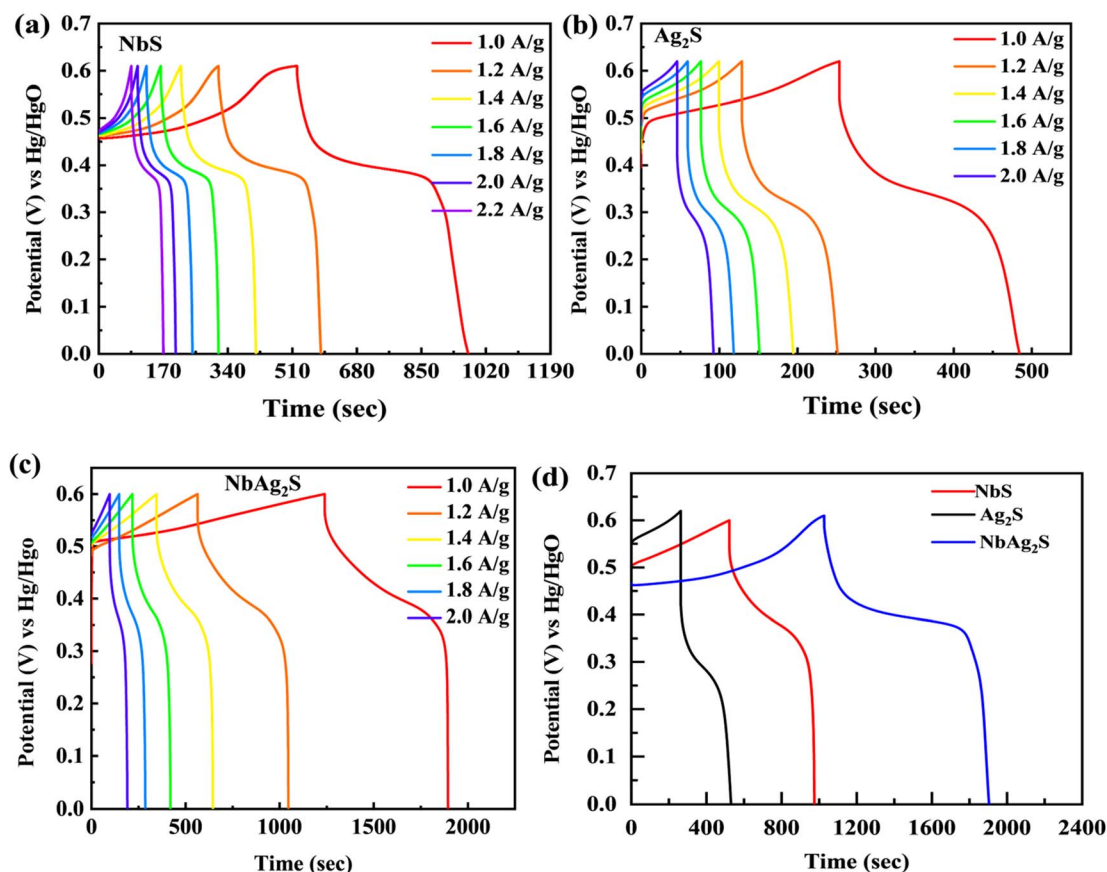 (a)
NbS
1.0 A/g
1.2 A/g
1.4 A/g
1.6 A/g
1.8 A/g
2.0 A/g
2.2 A/g
Potential (V) vs Hg/HgO
0.7
0.6
0.5
0.4
0.3
0.2
0.1
0.0
0 170 340 510 680 850 1020 1190
Time (sec)
(b)
Ag₂S
1.0 A/g
1.2 A/g
1.4 A/g
1.6 A/g
1.8 A/g
2.0 A/g
Potential (V) vs Hg/HgO
0.7
0.6
0.5
0.4
0.3
0.2
0.1
0.0
0 100 200 300 400 500
Time (sec)
(c)
NbAg₂S
1.0 A/g
1.2 A/g
1.4 A/g
1.6 A/g
1.8 A/g
2.0 A/g
Potential (V) vs Hg/Hgo
0.6
0.5
0.4
0.3
0.2
0.1
0.0
0 500 1000 1500 2000
Time (sec)
(d)
NbS
Ag₂S
NbAg₂S
Potential (V) vs Hg/HgO
0.7
0.6
0.5
0.4
0.3
0.2
0.1
0.0
0 400 800 1200 1600 2000 2400
Time (sec)